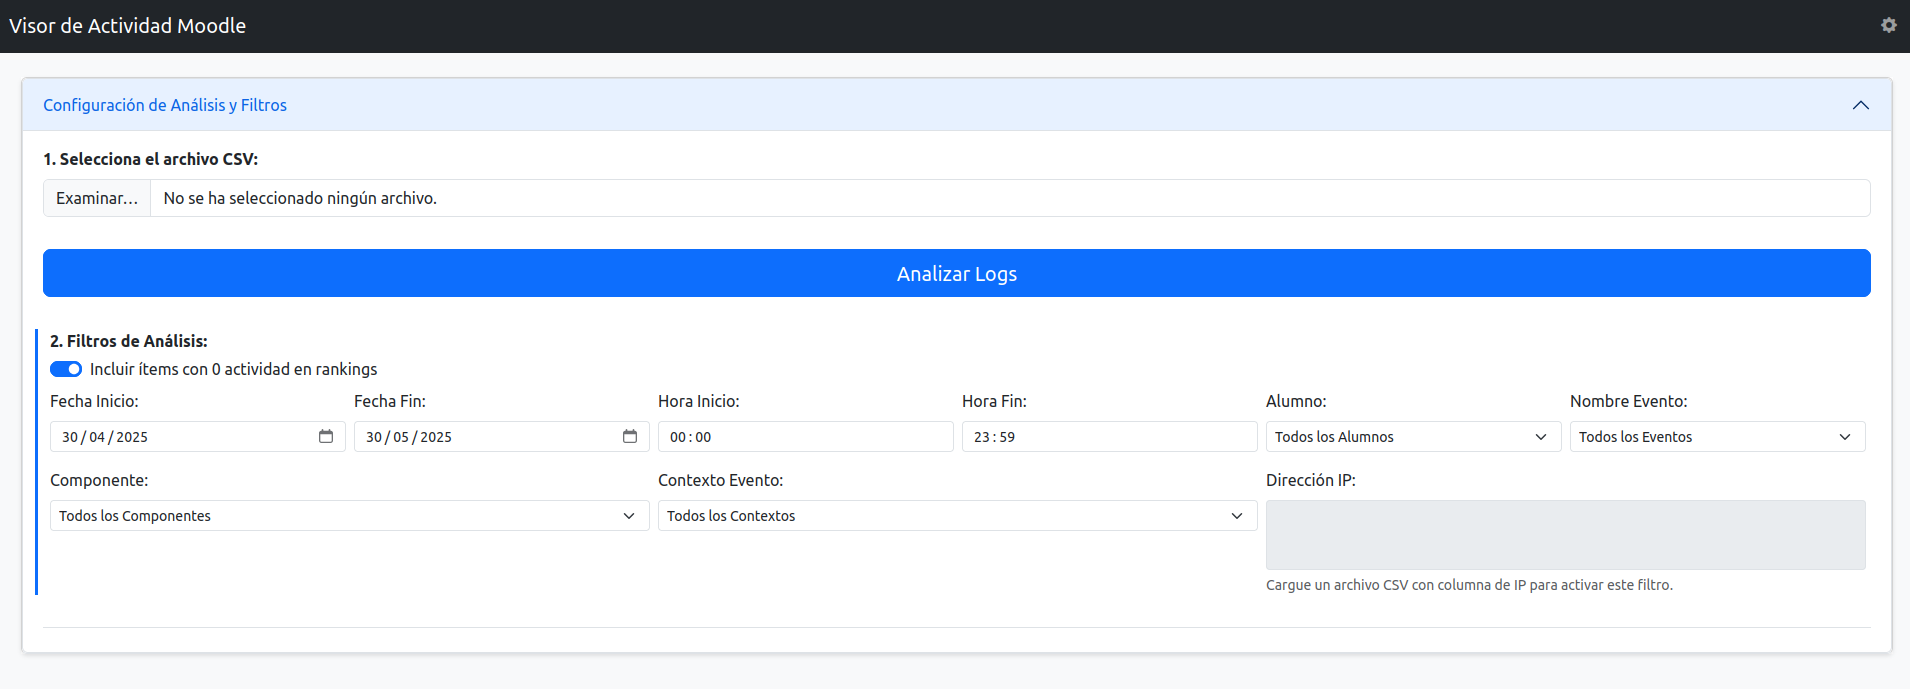 Visor de Actividad Moodle
Configuración de Análisis y Filtros
1. Selecciona el archivo CSV:
Examinar... No se ha seleccionado ningún archivo.
Analizar Logs
2. Filtros de Análisis:
Incluir ítems con 0 actividad en rankings
Fecha Inicio: Fecha Fin: Hora Inicio: Hora Fin: Alumno: Nombre Evento:
30/04/2025 30/05/2025 00:00 23:59 Todos los Alumnos Todos los Eventos
Componente: Contexto Evento: Dirección IP:
Todos los Componentes Todos los Contextos
Cargue un archivo CSV con columna de IP para activar este filtro.